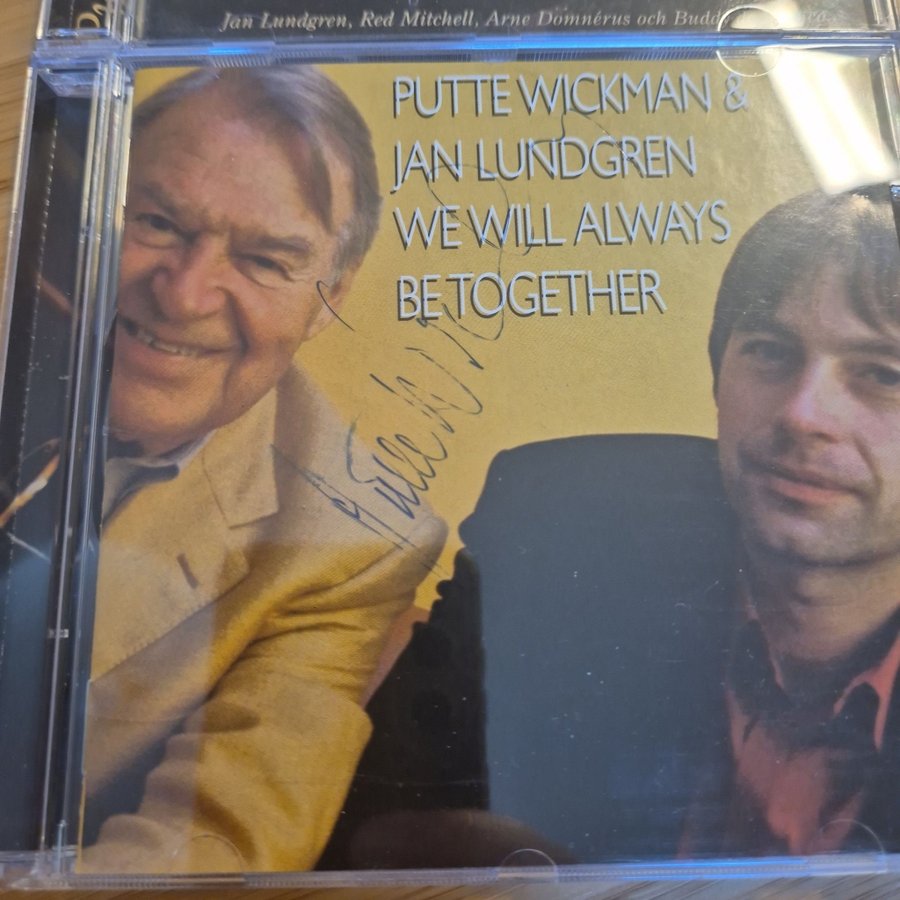 Jan Lundgren, Red Mitchell, Arne Domnérus och
PUTTE WICKMAN &
JAN LUNDGREN
WE WILL ALWAYS
BE TOGETHER